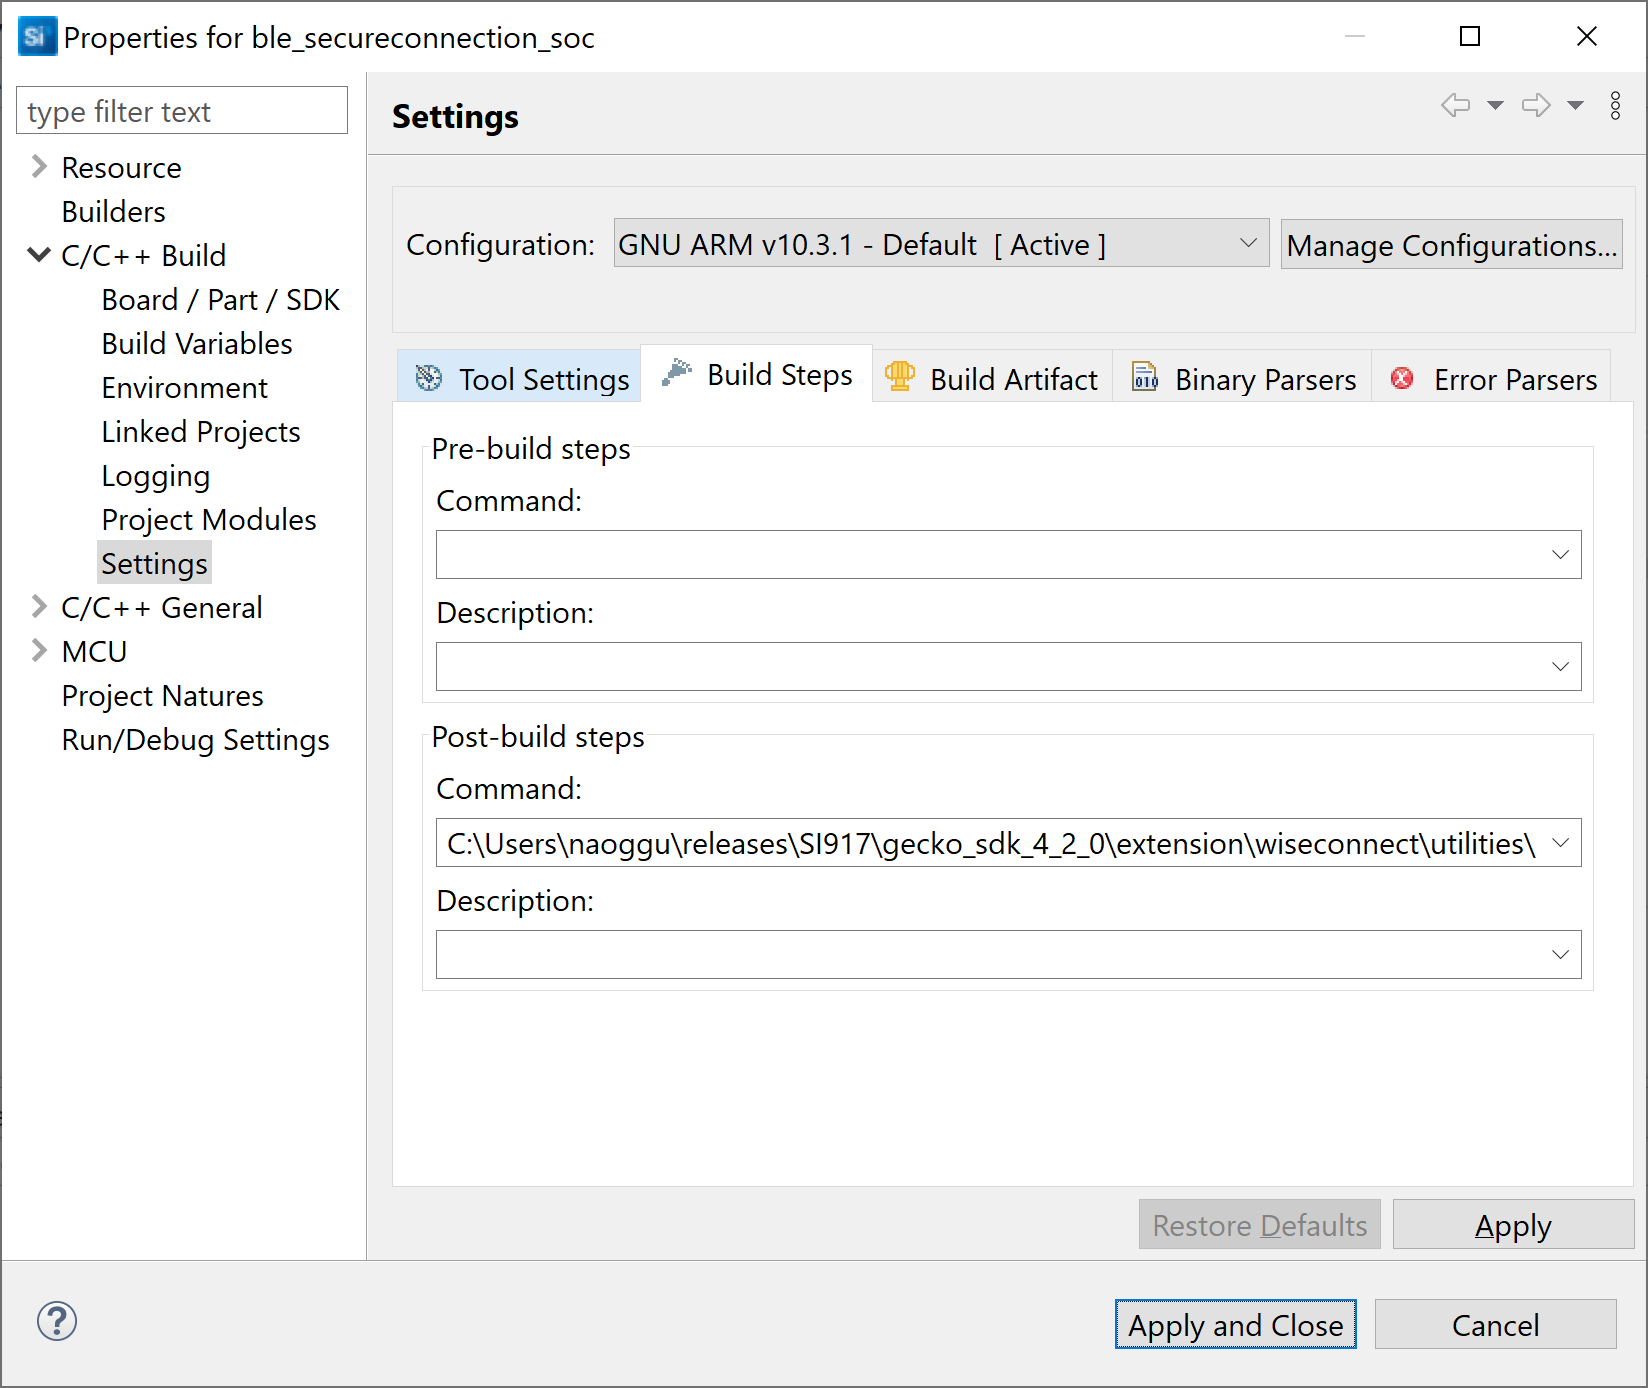 Si Properties for ble_secureconnection_soc
type filter text
Resource
Builders
C/C++ Build
Board / Part / SDK
Build Variables
Environment
Linked Projects
Logging
Project Modules
Settings
C/C++ General
MCU
Project Natures
Run/Debug Settings
Settings
Configuration: GNU ARM v10.3.1 - Default [ Active ] Manage Configurations...
Tool Settings Build Steps Build Artifact 010 Binary Parsers Error Parsers
Pre-build steps
Command:
Description:
Post-build steps
Command:
C:\Users\naoggu\releases\SI917\gecko_sdk_4_2_0\extension\wiseconnect\utilities\
Description:
Restore Defaults Apply
? Apply and Close Cancel